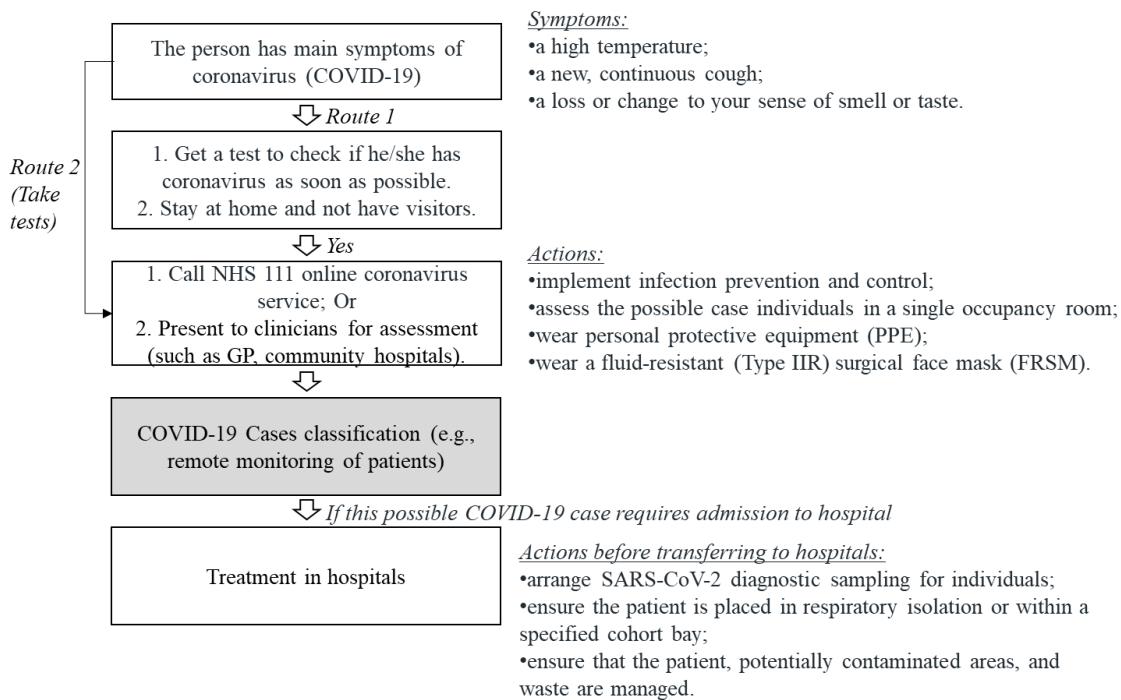 The person has main symptoms of
coronavirus (COVID-19)
Symptoms:
•a high temperature;
•a new, continuous cough;
•a loss or change to your sense of smell or taste.
Route 1
Route 2
(Take
tests)
1. Get a test to check if he/she has
coronavirus as soon as possible.
2. Stay at home and not have visitors.
Yes
1. Call NHS 111 online coronavirus
service; Or
2. Present to clinicians for assessment
(such as GP, community hospitals).
Actions:
•implement infection prevention and control;
•assess the possible case individuals in a single occupancy room;
•wear personal protective equipment (PPE);
•wear a fluid-resistant (Type IIR) surgical face mask (FRSM).
COVID-19 Cases classification (e.g.,
remote monitoring of patients)
If this possible COVID-19 case requires admission to hospital
Treatment in hospitals
Actions before transferring to hospitals:
•arrange SARS-CoV-2 diagnostic sampling for individuals;
•ensure the patient is placed in respiratory isolation or within a
specified cohort bay;
•ensure that the patient, potentially contaminated areas, and
waste are managed.